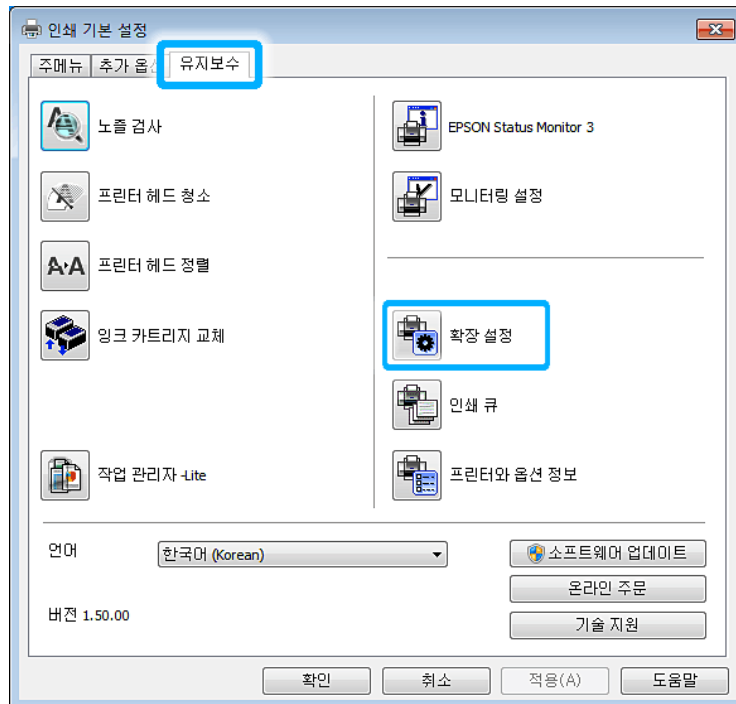 인쇄 기본 설정
주메뉴 추가 옵 유지보수
노즐 검사
EPSON Status Monitor 3
프린터 헤드 청소
모니터링 설정
A A 프린터 헤드 정렬
잉크 카트리지 교체
확장 설정
인쇄 큐
작업 관리자 -Lite
프린터와 옵션 정보
언어
한국어 (Korean)
소프트웨어 업데이트
온라인 주문
버전 1.50.00
기술 지원
확인 취소 적용(A) 도움말